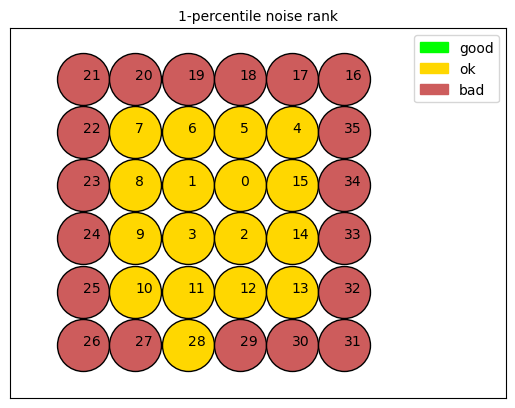 1-percentile noise rank
good
ok
bad
21 20 19 18 17 16
22 7 6 5 4 35
23 8 1 0 15 34
24 9 3 2 14 33
25 10 11 12 13 32
26 27 28 29 30 31